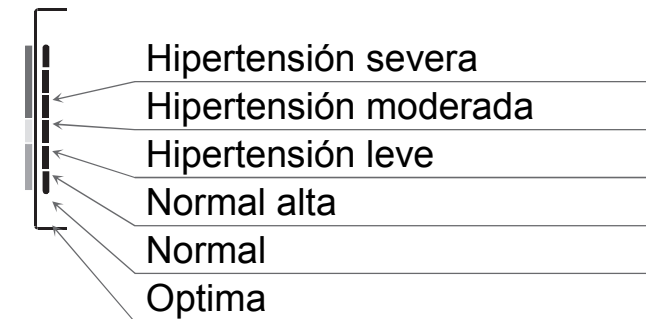 Hipertensión severa
Hipertensión moderada
Hipertensión leve
Normal alta
Normal
Optima